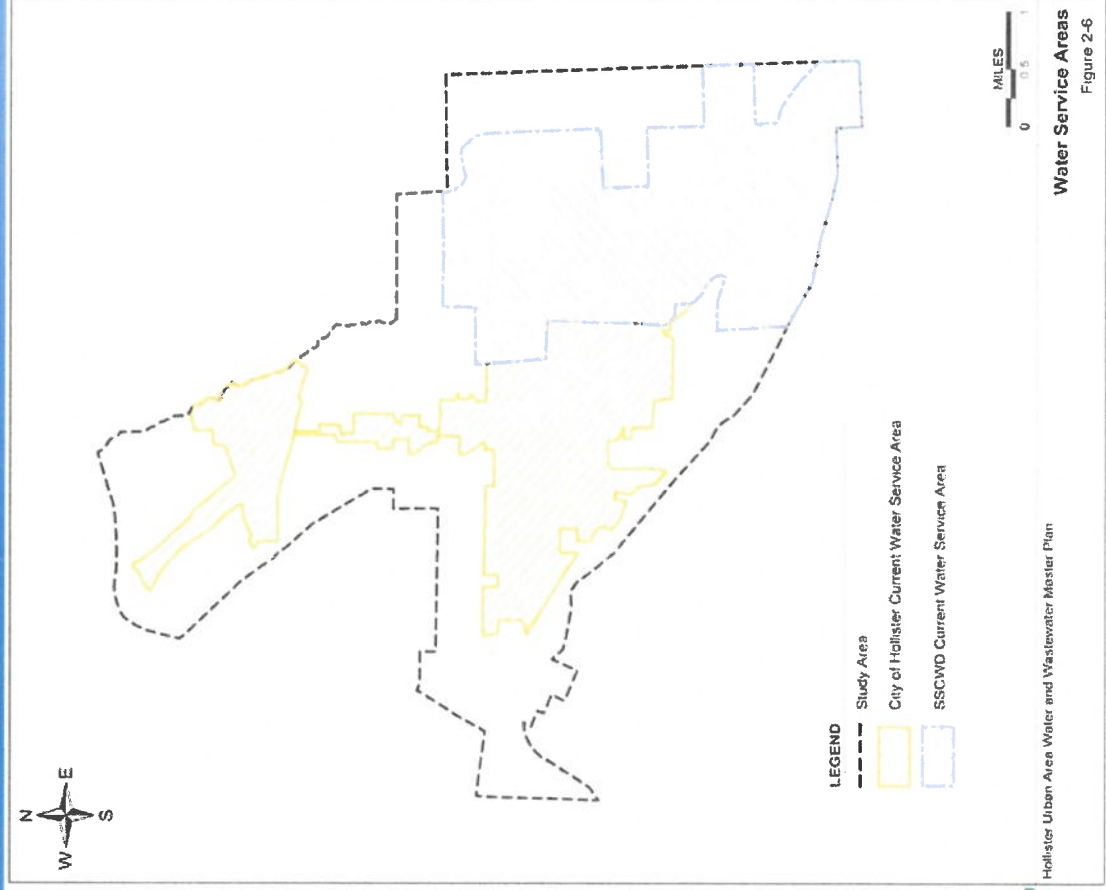 N
W E
S
LEGEND
Study Area
City of Hollister Current Water Service Area
SSCWD Current Water Service Area
MILES
0 0.5 1
Hollister Urban Area Water and Wastewater Master Plan
Water Service Areas
Figure 2-6